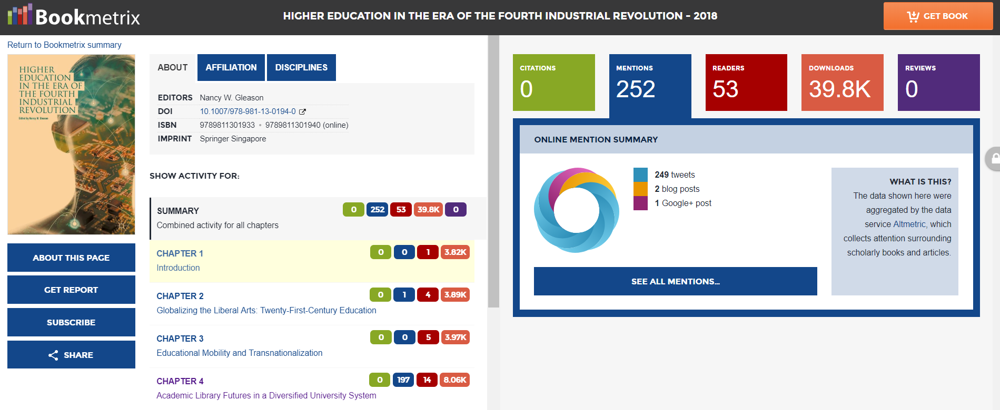 Bookmetrix
HIGHER EDUCATION IN THE ERA OF THE FOURTH INDUSTRIAL REVOLUTION - 2018
GET BOOK
Return to Bookmetrix summary
HIGHER
EDUCATION
IN THE ERA OF
THE FOURTH
INDUSTRIAL
REVOLUTION
Edited by Nancy W. Gleason
ABOUT THIS PAGE
GET REPORT
SUBSCRIBE
SHARE
ABOUT AFFILIATION DISCIPLINES
EDITORS Nancy W. Gleason
DOI 10.1007/978-981-13-0194-0
ISBN 9789811301933 • 9789811301940 (online)
IMPRINT Springer Singapore
SHOW ACTIVITY FOR:
SUMMARY 0 252 53 39.8K 0
Combined activity for all chapters
CHAPTER 1 0 0 1 3.82K
Introduction
CHAPTER 2 0 1 4 3.89K
Globalizing the Liberal Arts: Twenty-First-Century Education
CHAPTER 3 0 0 5 3.97K
Educational Mobility and Transnationalization
CHAPTER 4 0 197 14 8.06K
Academic Library Futures in a Diversified University System
CITATIONS MENTIONS READERS DOWNLOADS REVIEWS
0 252 53 39.8K 0
ONLINE MENTION SUMMARY
249 tweets
2 blog posts
1 Google+ post
SEE ALL MENTIONS...
WHAT IS THIS?
The data shown here were
aggregated by the data
service Altmetric, which
collects attention surrounding
scholarly books and articles.